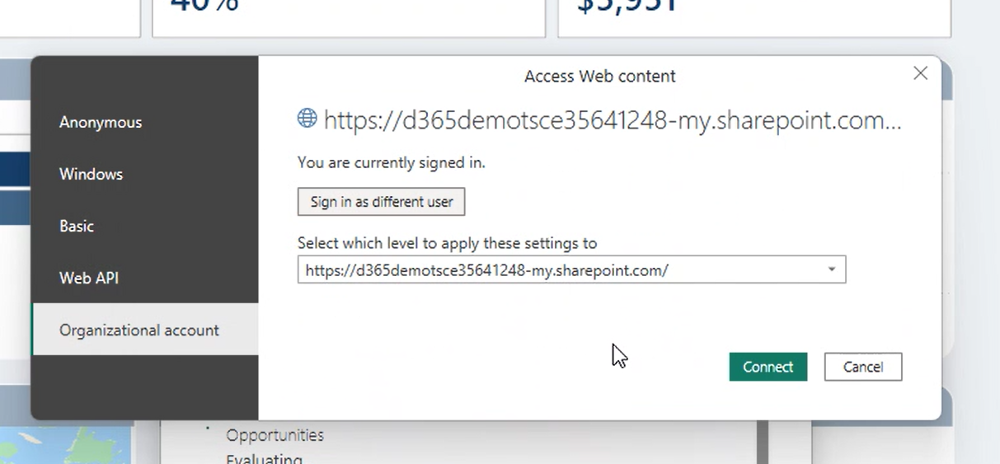 40%
$5,951
Access Web content
https://d365demotsce35641248-my.sharepoint.com...
You are currently signed in.
Sign in as different user
Select which level to apply these settings to
https://d365demotsce35641248-my.sharepoint.com/
Anonymous
Windows
Basic
Web API
Organizational account
Connect
Cancel
Opportunities
Evaluating